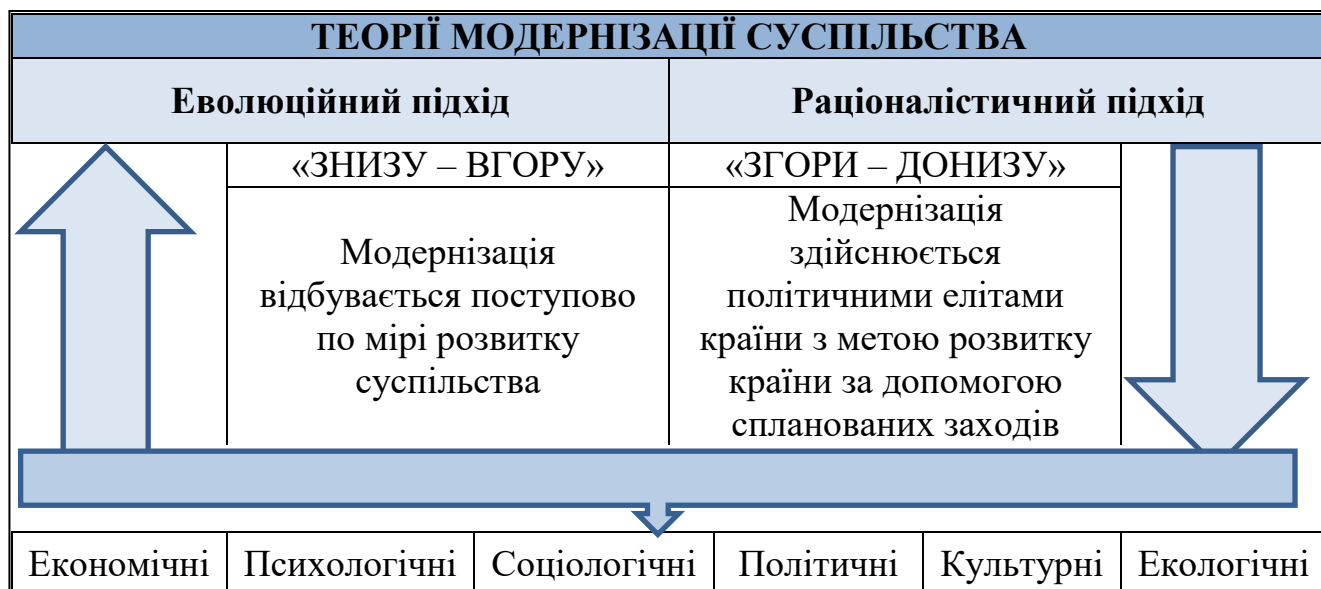 ТЕОРІЇ МОДЕРНІЗАЦІЇ СУСПІЛЬСТВА
Еволюційний підхід
Раціоналістичний підхід
«ЗНИЗУ – ВГОРУ»
«ЗГОРИ – ДОНИЗУ»
Модернізація
відбувається поступово
по мірі розвитку
суспільства
Модернізація
здійснюється
політичними елітами
країни з метою розвитку
країни за допомогою
спланованих заходів
Економічні
Психологічні
Соціологічні
Політичні
Культурні
Екологічні